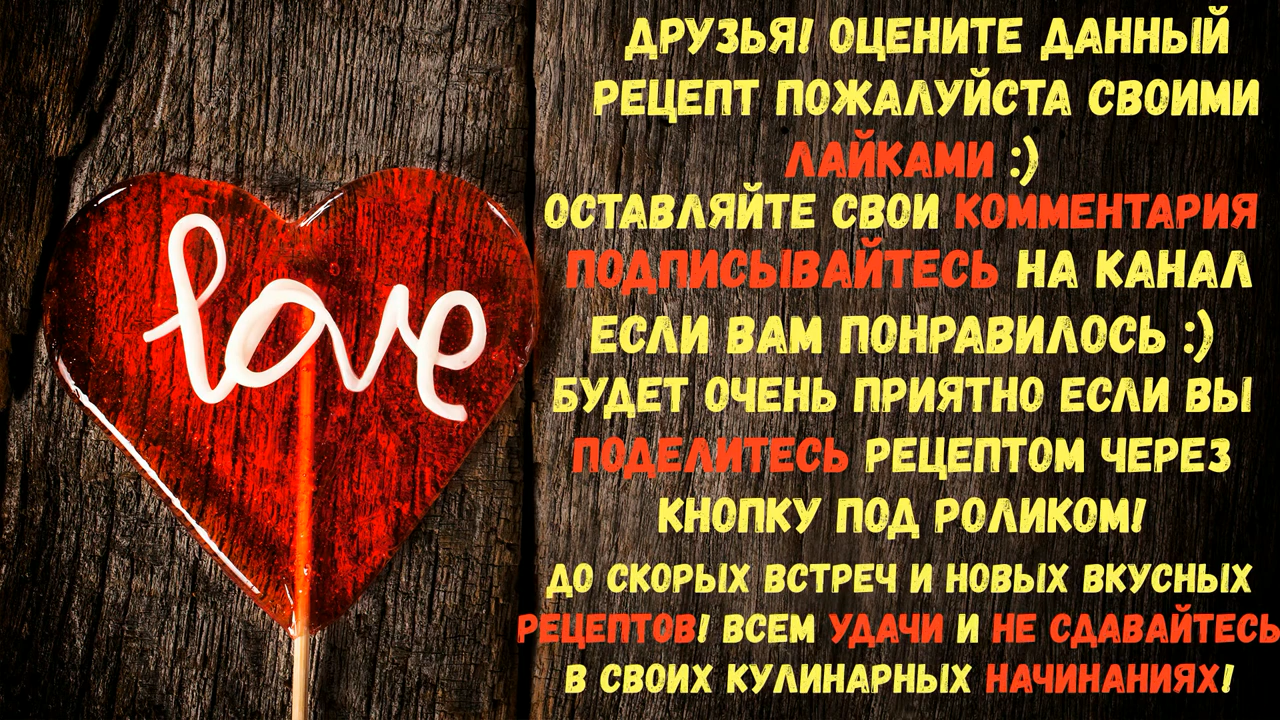 love
ДРУЗЬЯ! ОЦЕНИТЕ ДАННЫЙ
РЕЦЕПТ ПОЖАЛУЙСТА СВОИМИ
ЛАЙКАМИ :)
ОСТАВЛЯЙТЕ СВОИ КОММЕНТАРИЯ
ПОДПИСЫВАЙТЕСЬ НА КАНАЛ
ЕСЛИ ВАМ ПОНРАВИЛОСЬ :)
БУДЕТ ОЧЕНЬ ПРИЯТНО ЕСЛИ ВЫ
ПОДЕЛИТЕСЬ РЕЦЕПТОМ ЧЕРЕЗ
КНОПКУ ПОД РОЛИКОМ!
ДО СКОРЫХ ВСТРЕЧ И НОВЫХ ВКУСНЫХ
РЕЦЕПТОВ! ВСЕМ УДАЧИ И НЕ СДАВАЙТЕСЬ
В СВОИХ КУЛИНАРНЫХ НАЧИНАНИЯХ!